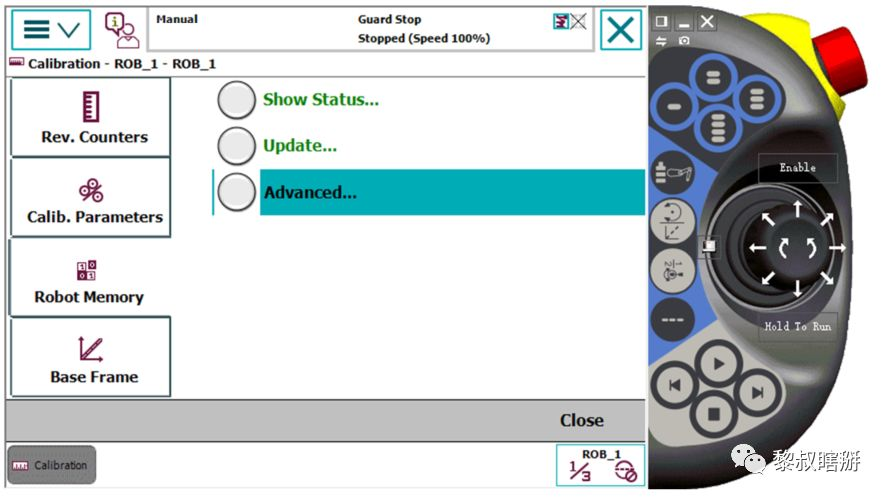 Manual
Guard Stop
Stopped (Speed 100%)
Calibration - ROB_1 - ROB_1
Rev. Counters
Calib. Parameters
Robot Memory
Base Frame
Show Status...
Update...
Advanced...
Close
Calibration
ROB_1
1/3
Enable
Hold To Run
黎叔瞎掰